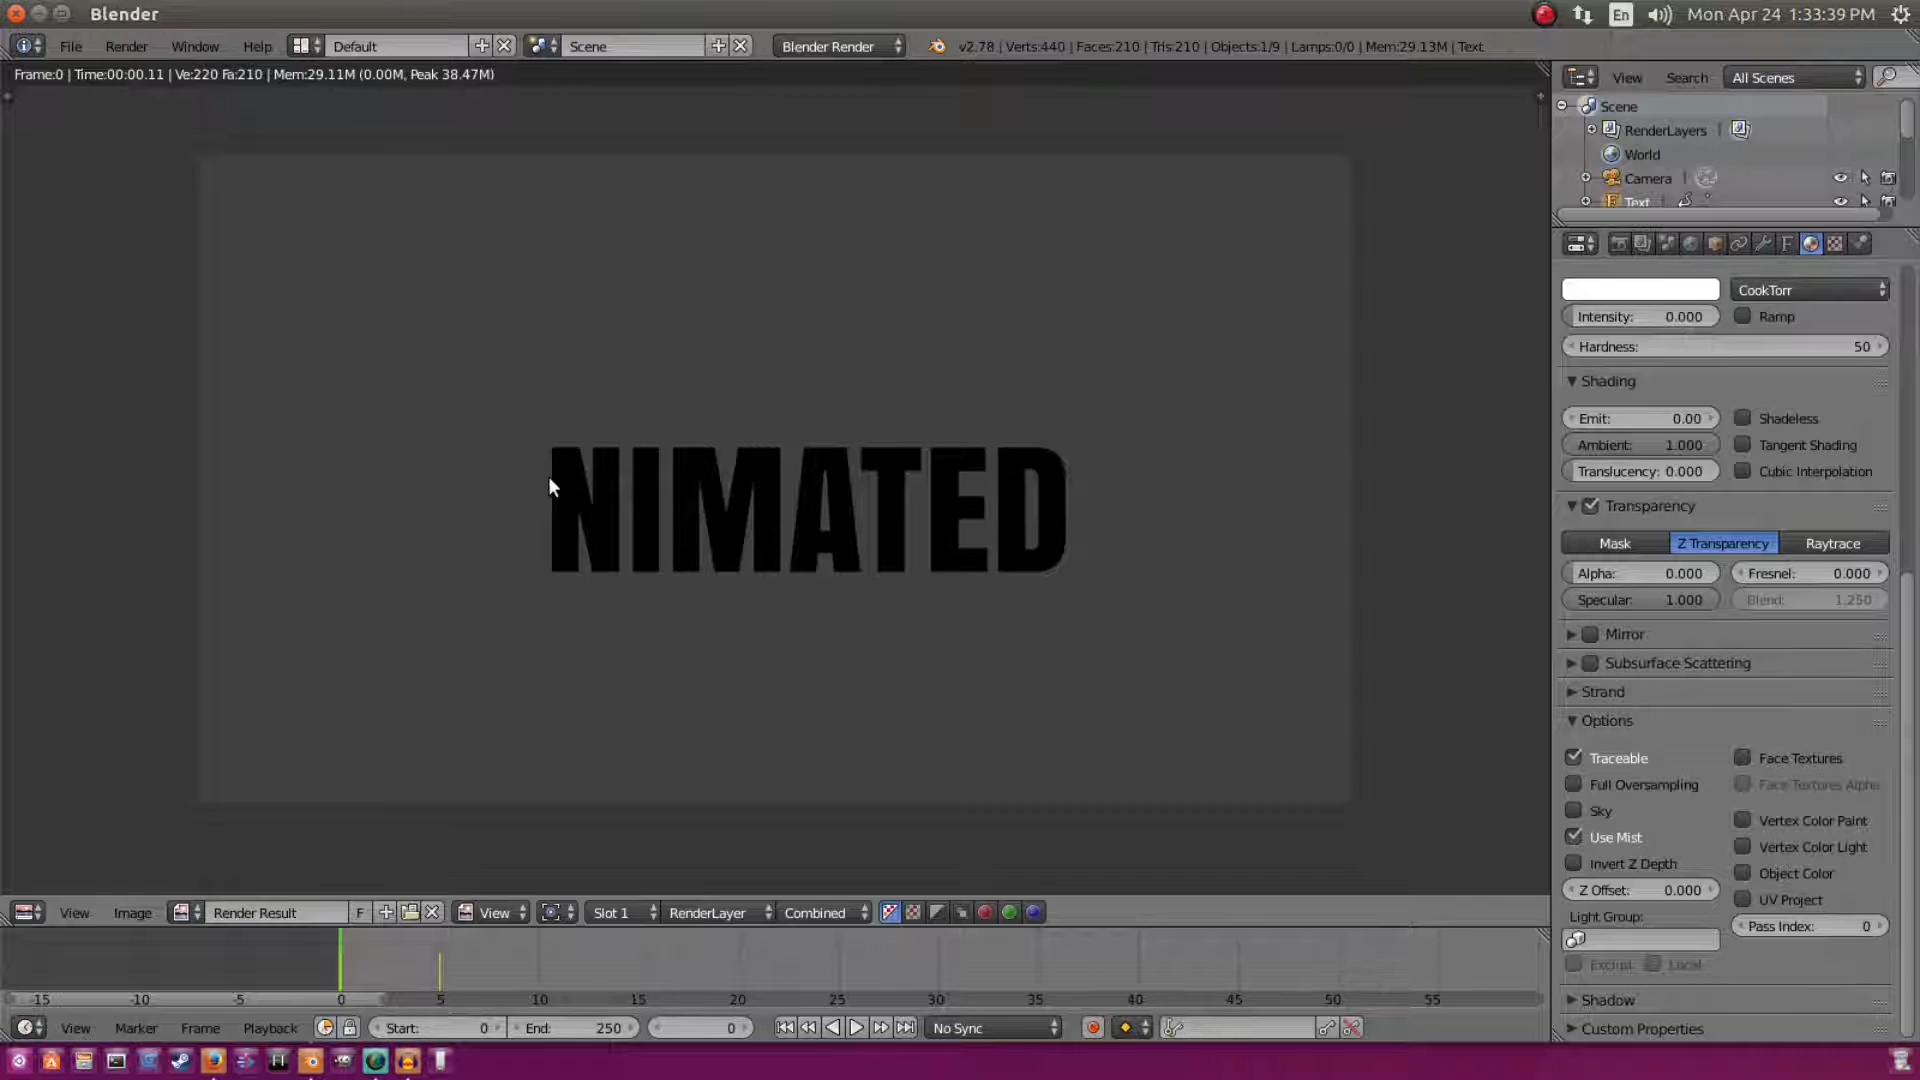 Blender
En
Mon Apr 24 1:33:39 PM
File Render Window Help Default Scene Blender Render v2.78 | Verts:440 | Faces:210 | Tris:210 | Objects:1/9 | Lamps:0/0 | Mem:29.13M | Text
Frame:0 | Time:00:00.11 | Ve:220 Fa:210 | Mem:29.11M (0.00M, Peak 38.47M)
View Search All Scenes
Scene
RenderLayers
World
Camera
Text
F
CookTorr
Intensity: 0.000 Ramp
Hardness: 50
Shading
Emit: 0.00 Shadeless
Ambient: 1.000 Tangent Shading
Translucency: 0.000 Cubic Interpolation
Transparency
Mask Z Transparency Raytrace
Alpha: 0.000 Fresnel: 0.000
Specular: 1.000 Blend: 1.250
Mirror
Subsurface Scattering
Strand
Options
Traceable Face Textures
Full Oversampling Face Textures Alpha
Sky Vertex Color Paint
Use Mist Vertex Color Light
Invert Z Depth Object Color
Z Offset: 0.000 UV Project
Light Group: Pass Index: 0
Exclusi Local
Shadow
Custom Properties
NIMATED
View Image Render Result F View Slot 1 RenderLayer Combined
-15 -10 -5 0 5 10 15 20 25 30 35 40 45 50 55
View Marker Frame Playback Start: 0 End: 250 0 No Sync